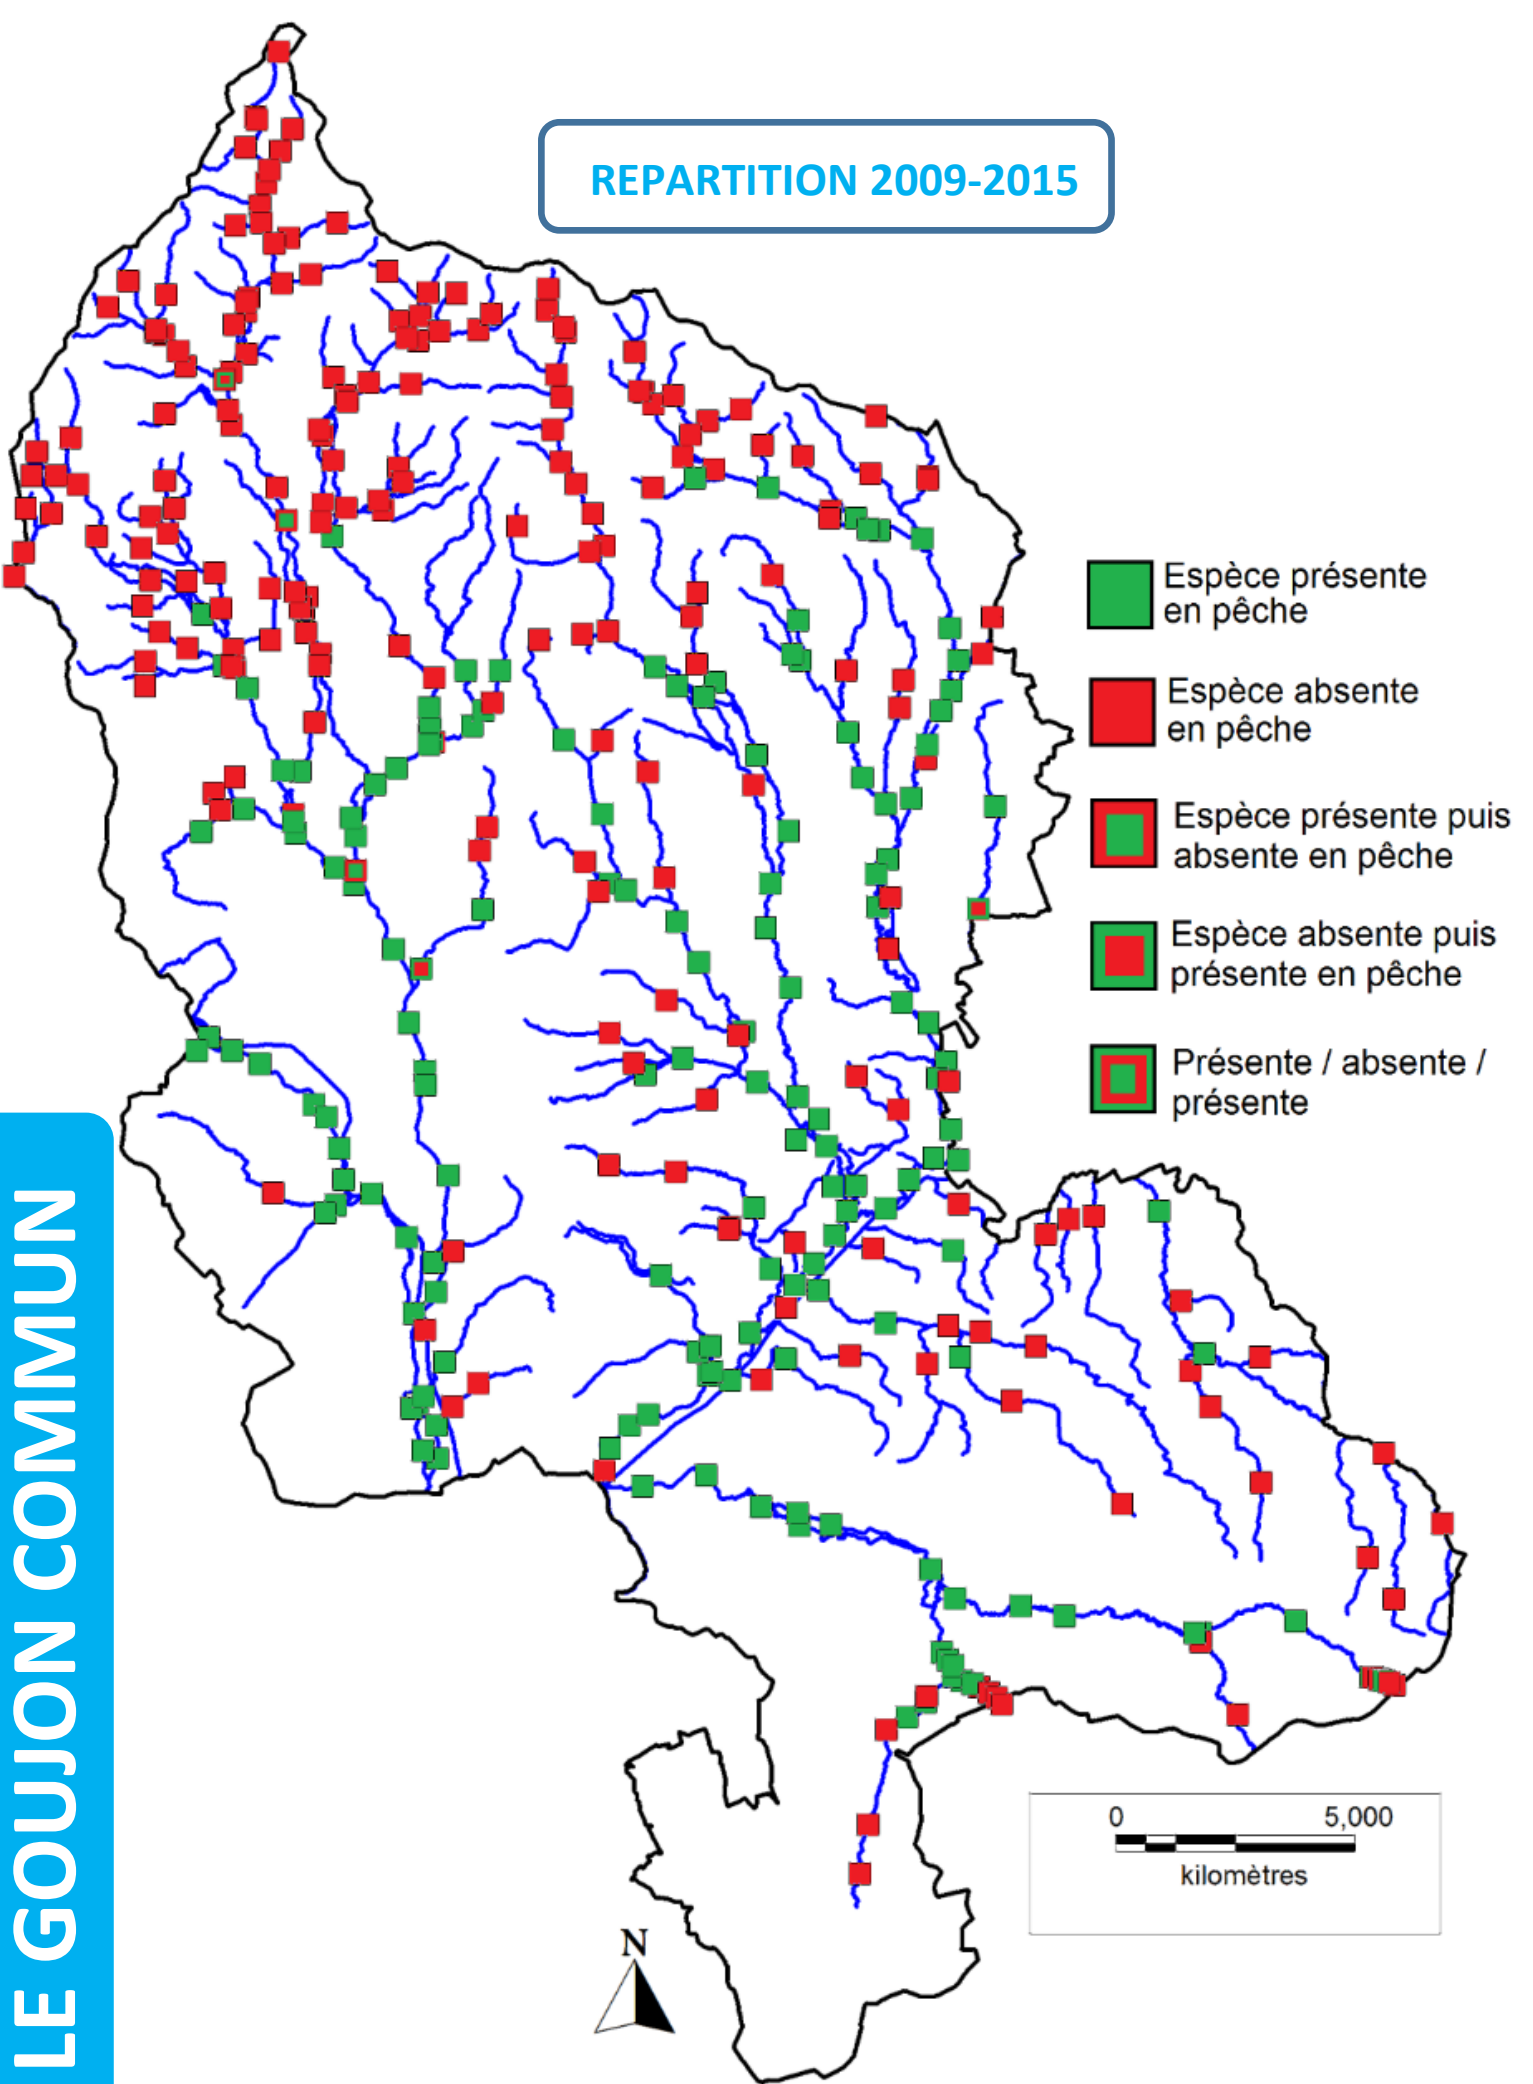 REPARTITION 2009-2015
Espèce présente
en pêche
Espèce absente
en pêche
Espèce présente puis
absente en pêche
Espèce absente puis
présente en pêche
Présente / absente /
présente
LE GOUJON COMMUN
0 5,000
kilomètres
N